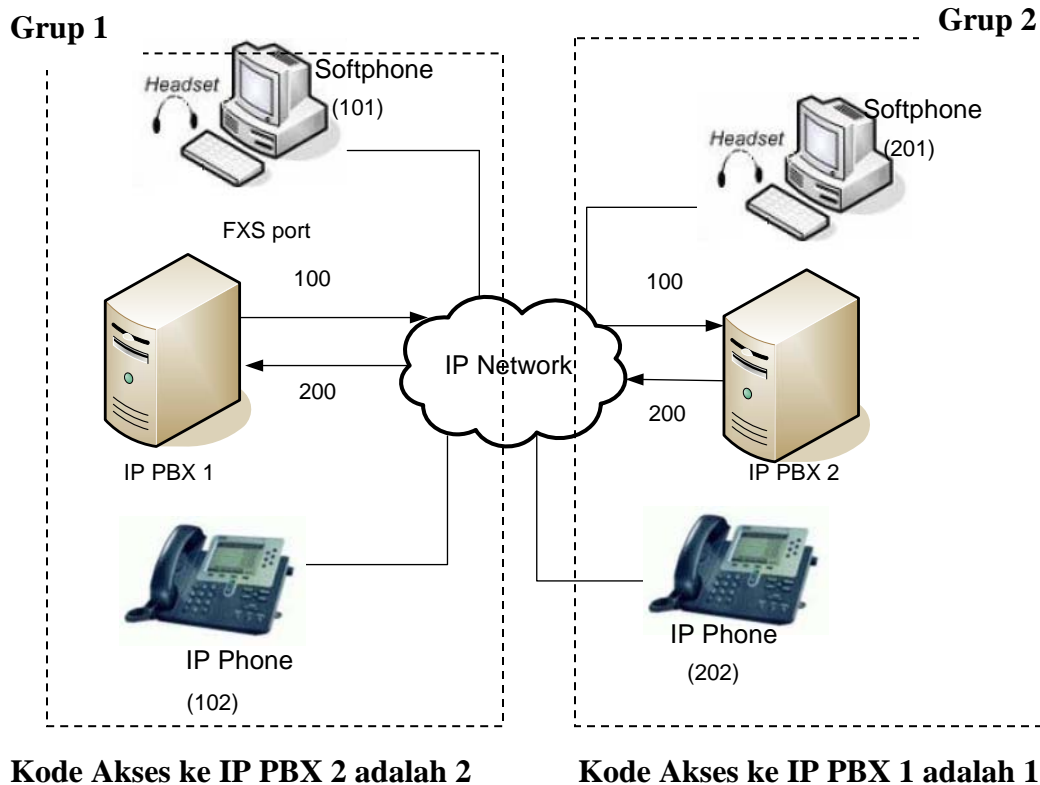 Grup 1
Grup 2
Softphone
Headset
(101)
Softphone
Headset
(201)
FXS port
100
100
IP Network
200
200
IP PBX 1
IP PBX 2
IP Phone
(102)
IP Phone
(202)
Kode Akses ke IP PBX 2 adalah 2
Kode Akses ke IP PBX 1 adalah 1